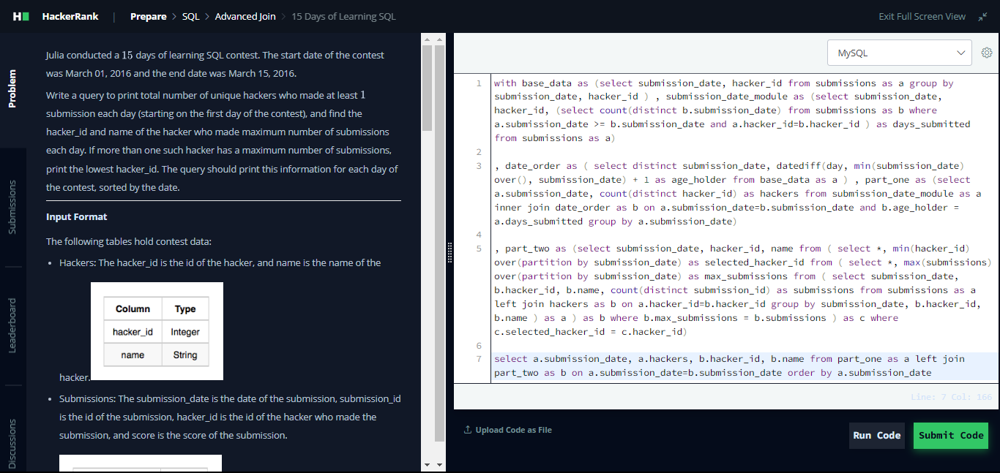 HackerRank | Prepare > SQL > Advanced Join > 15 Days of Learning SQL
Exit Full Screen View
Problem
Submissions
Leaderboard
Discussions
Julia conducted a 15 days of learning SQL contest. The start date of the contest
was March 01, 2016 and the end date was March 15, 2016.
Write a query to print total number of unique hackers who made at least 1
submission each day (starting on the first day of the contest), and find the
hacker_id and name of the hacker who made maximum number of submissions
each day. If more than one such hacker has a maximum number of submissions,
print the lowest hacker_id. The query should print this information for each day of
the contest, sorted by the date.
Input Format
The following tables hold contest data:
• Hackers: The hacker_id is the id of the hacker, and name is the name of the
Column Type
hacker_id Integer
name String
hacker.
• Submissions: The submission_date is the date of the submission, submission_id
is the id of the submission, hacker_id is the id of the hacker who made the
submission, and score is the score of the submission.
MySQL
1 with base_data as (select submission_date, hacker_id from submissions as a group by
submission_date, hacker_id ) , submission_date_module as (select submission_date,
hacker_id, (select count(distinct b.submission_date) from submissions as b where
a.submission_date >= b.submission_date and a.hacker_id=b.hacker_id ) as days_submitted
from submissions as a)
2
3 , date_order as ( select distinct submission_date, datediff(day, min(submission_date)
over(), submission_date) + 1 as age_holder from base_data as a ) , part_one as (select
a.submission_date, count(distinct hacker_id) as hackers from submission_date_module as a
inner join date_order as b on a.submission_date=b.submission_date and b.age_holder =
a.days_submitted group by a.submission_date)
4
5 , part_two as (select submission_date, hacker_id, name from ( select *, min(hacker_id)
over(partition by submission_date) as selected_hacker_id from ( select *, max(submissions)
over(partition by submission_date) as max_submissions from ( select submission_date,
b.hacker_id, b.name, count(distinct submission_id) as submissions from submissions as a
left join hackers as b on a.hacker_id=b.hacker_id group by submission_date, b.hacker_id,
b.name ) as a ) as b where b.max_submissions = b.submissions ) as c where
c.selected_hacker_id = c.hacker_id)
6
7 select a.submission_date, a.hackers, b.hacker_id, b.name from part_one as a left join
part_two as b on a.submission_date=b.submission_date order by a.submission_date
Line: 7 Col: 166
Upload Code as File
Run Code
Submit Code